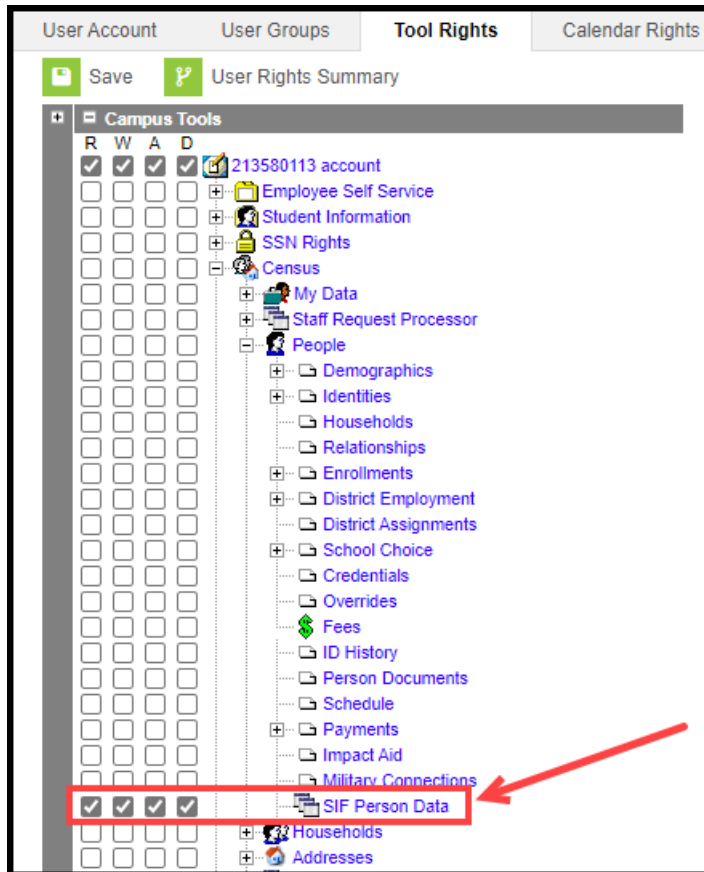 User Account User Groups Tool Rights Calendar Rights
Save User Rights Summary
Campus Tools
R W A D
213580113 account
Employee Self Service
Student Information
SSN Rights
Census
My Data
Staff Request Processor
People
Demographics
Identities
Households
Relationships
Enrollments
District Employment
District Assignments
School Choice
Credentials
Overrides
Fees
ID History
Person Documents
Schedule
Payments
Impact Aid
Military Connections
SIF Person Data
Households
Addresses